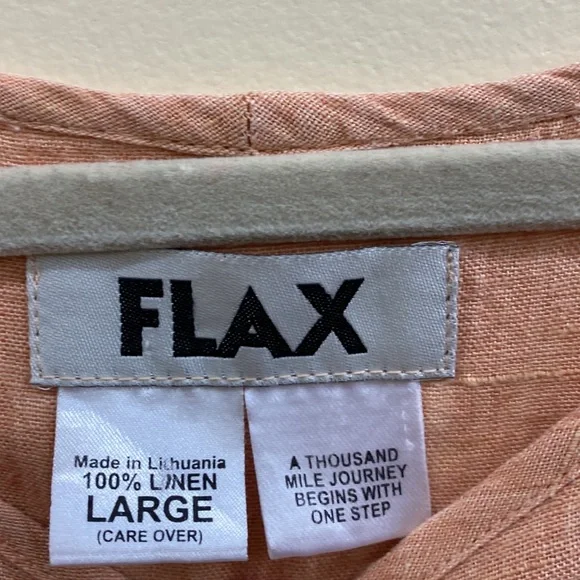 FLAX
Made in Lithuania
100% LINEN
LARGE
(CARE OVER)
A THOUSAND
MILE JOURNEY
BEGINS WITH
ONE STEP